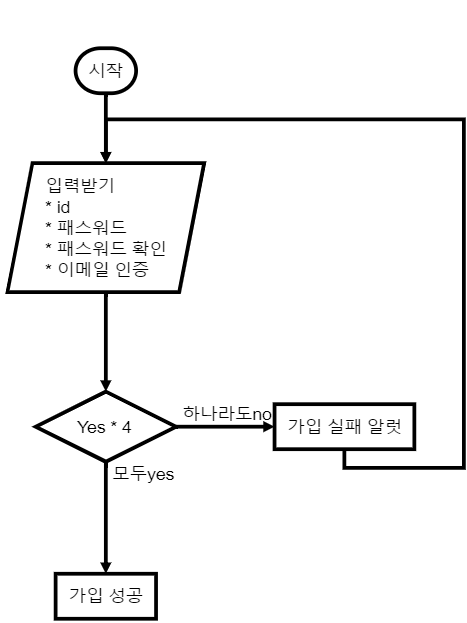 시작
입력받기
* id
* 패스워드
* 패스워드 확인
* 이메일 인증
Yes * 4
하나라도no
가입 실패 알럿
모두yes
가입 성공